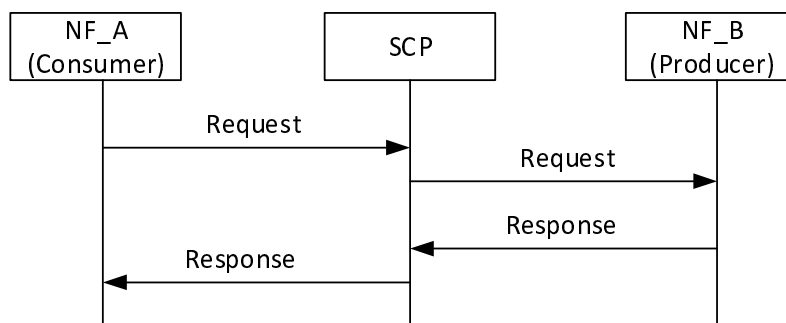 NF_A
(Consumer)
SCP
NF_B
(Producer)
Request
Request
Response
Response